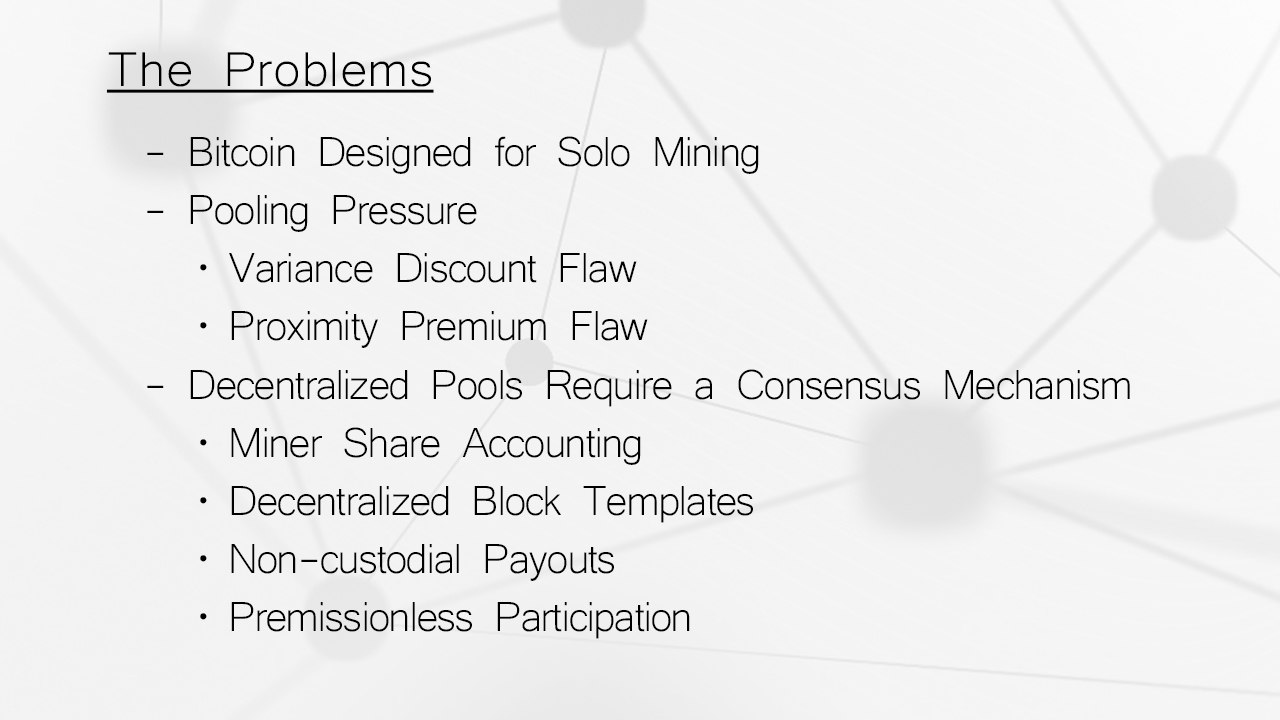 The Problems
- Bitcoin Designed for Solo Mining
- Pooling Pressure
• Variance Discount Flaw
• Proximity Premium Flaw
- Decentralized Pools Require a Consensus Mechanism
• Miner Share Accounting
• Decentralized Block Templates
• Non-custodial Payouts
• Premissionless Participation